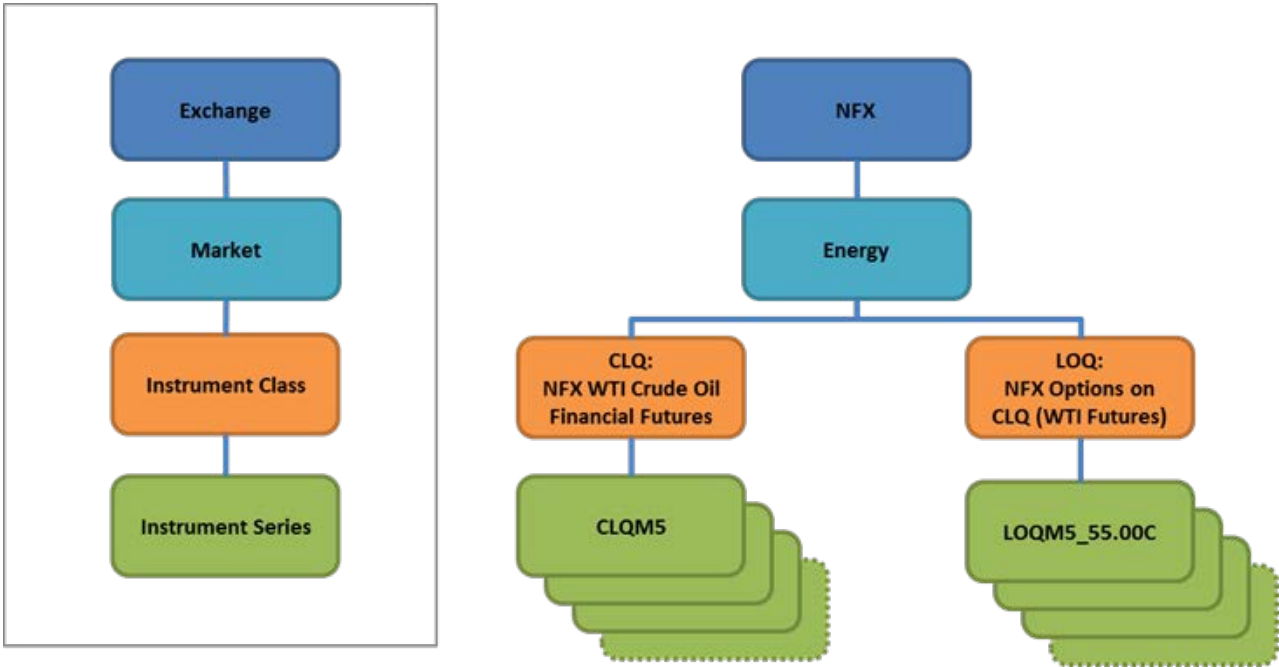 Exchange
Market
Instrument Class
Instrument Series
NFX
Energy
CLQ:
NFX WTI Crude Oil
Financial Futures
LOQ:
NFX Options on
CLQ (WTI Futures)
CLQM5
LOQM5_55.00C